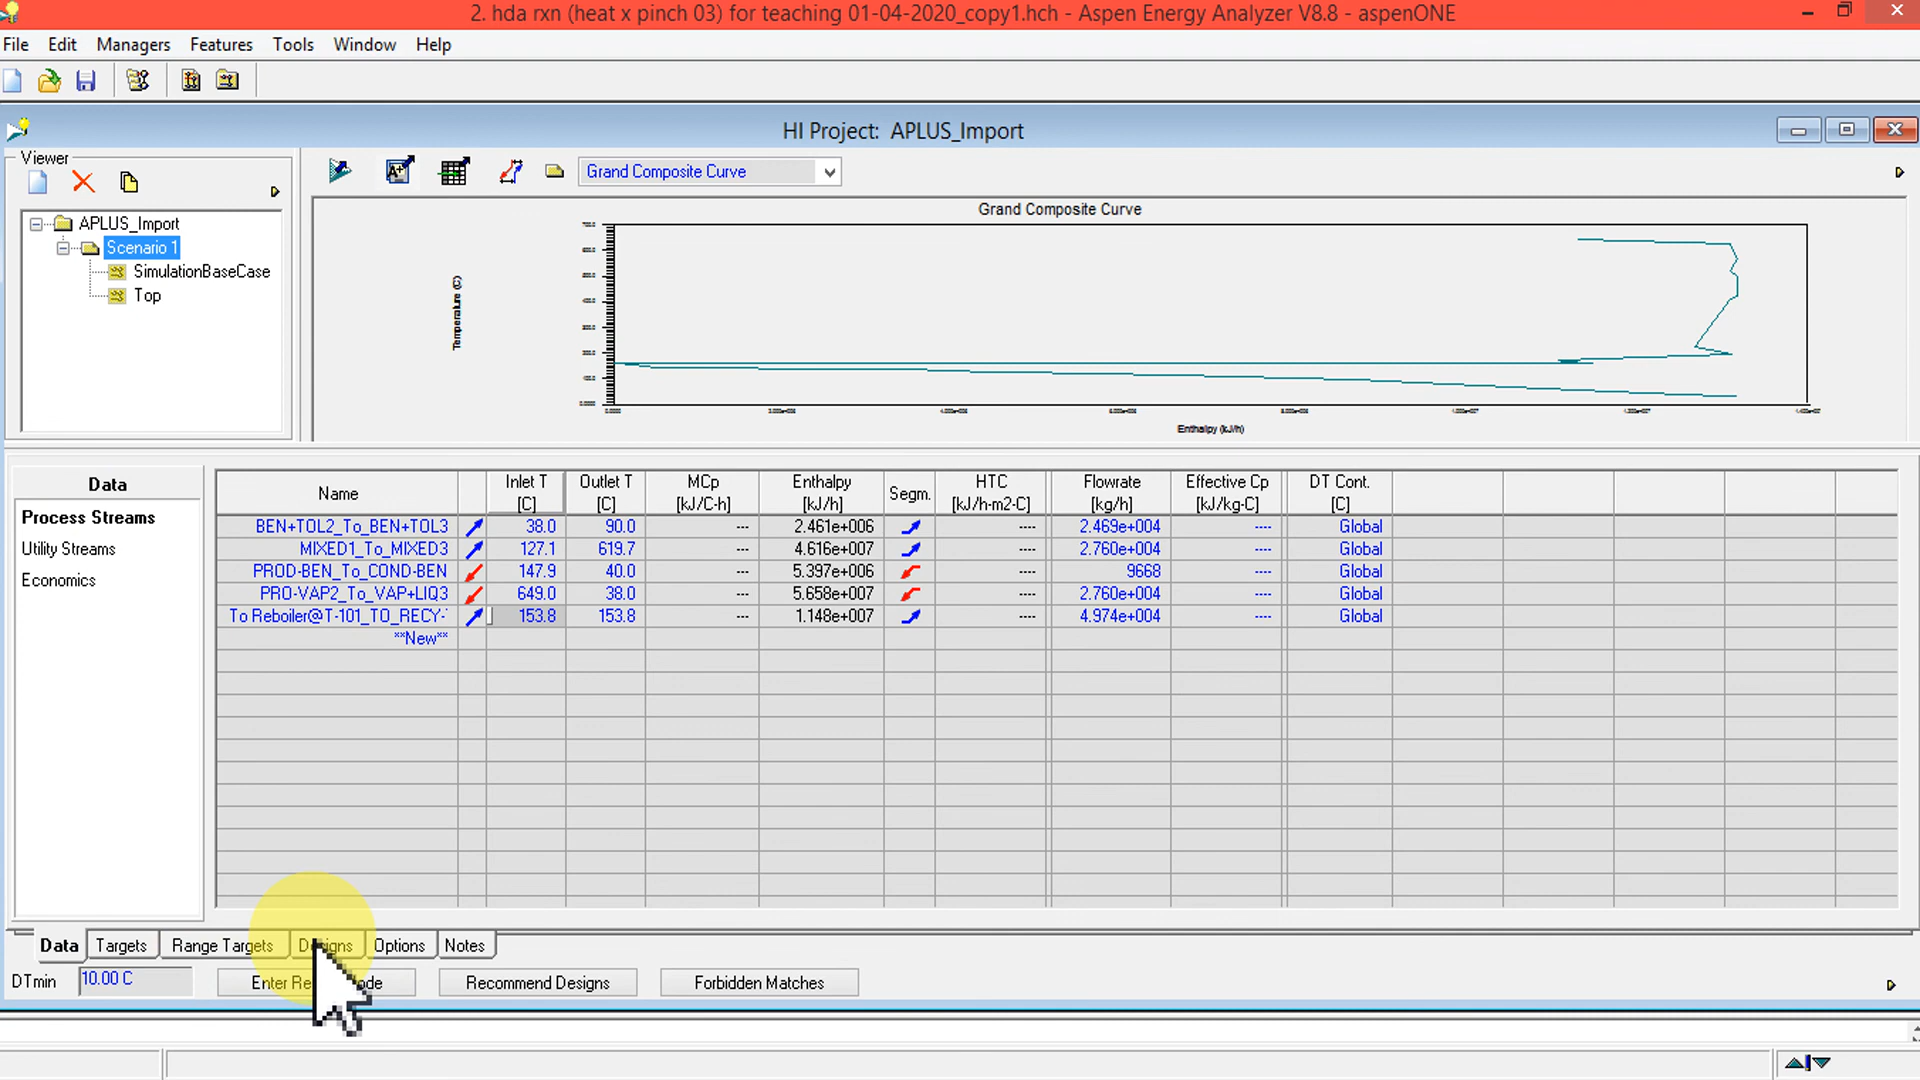 2. hda rxn (heat x pinch 03) for teaching 01-04-2020_copy1.hch - Aspen Energy Analyzer V8.8 - aspenONE
File Edit Managers Features Tools Window Help
HI Project: APLUS_Import
Viewer
Grand Composite Curve
APLUS_Import
Scenario 1
SimulationBaseCase
Top
Grand Composite Curve
Temperature (C)
Enthalpy (kJ/h)
Data
Process Streams
Utility Streams
Economics
Name Inlet T [C] Outlet T [C] MCp [kJ/C-h] Enthalpy [kJ/h] Segm. HTC [kJ/h-m2-C] Flowrate [kg/h] Effective Cp [kJ/kg-C] DT Cont. [C]
BEN+TOL2_To_BEN+TOL3 38.0 90.0 --- 2.461e+006 ---- 2.469e+004 ---- Global
MIXED1_To_MIXED3 127.1 619.7 --- 4.616e+007 ---- 2.760e+004 ---- Global
PROD-BEN_To_COND-BEN 147.9 40.0 --- 5.397e+006 ---- 9668 ---- Global
PRO-VAP2_To_VAP+LIQ3 649.0 38.0 --- 5.658e+007 ---- 2.760e+004 ---- Global
To Reboiler@T-101_TO_RECY- 153.8 153.8 --- 1.148e+007 ---- 4.974e+004 ---- Global
**New**
Data Targets Range Targets Designs Options Notes
DTmin 10.00 C Enter Recommend Designs Forbidden Matches